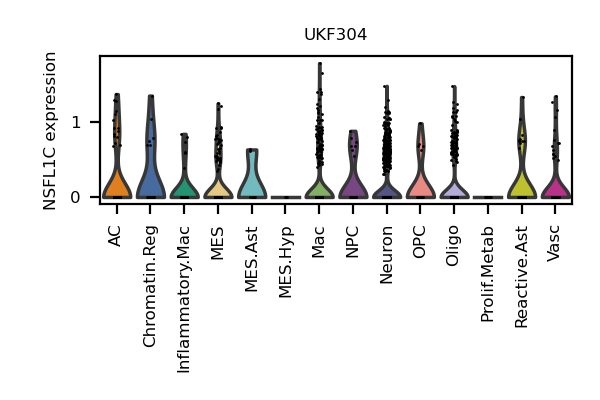 UKF304
NSFL1C expression
1
0
AC
Chromatin.Reg
Inflammatory.Mac
MES
MES.Ast
MES.Hyp
Mac
NPC
Neuron
OPC
Oligo
Prolif.Metab
Reactive.Ast
Vasc